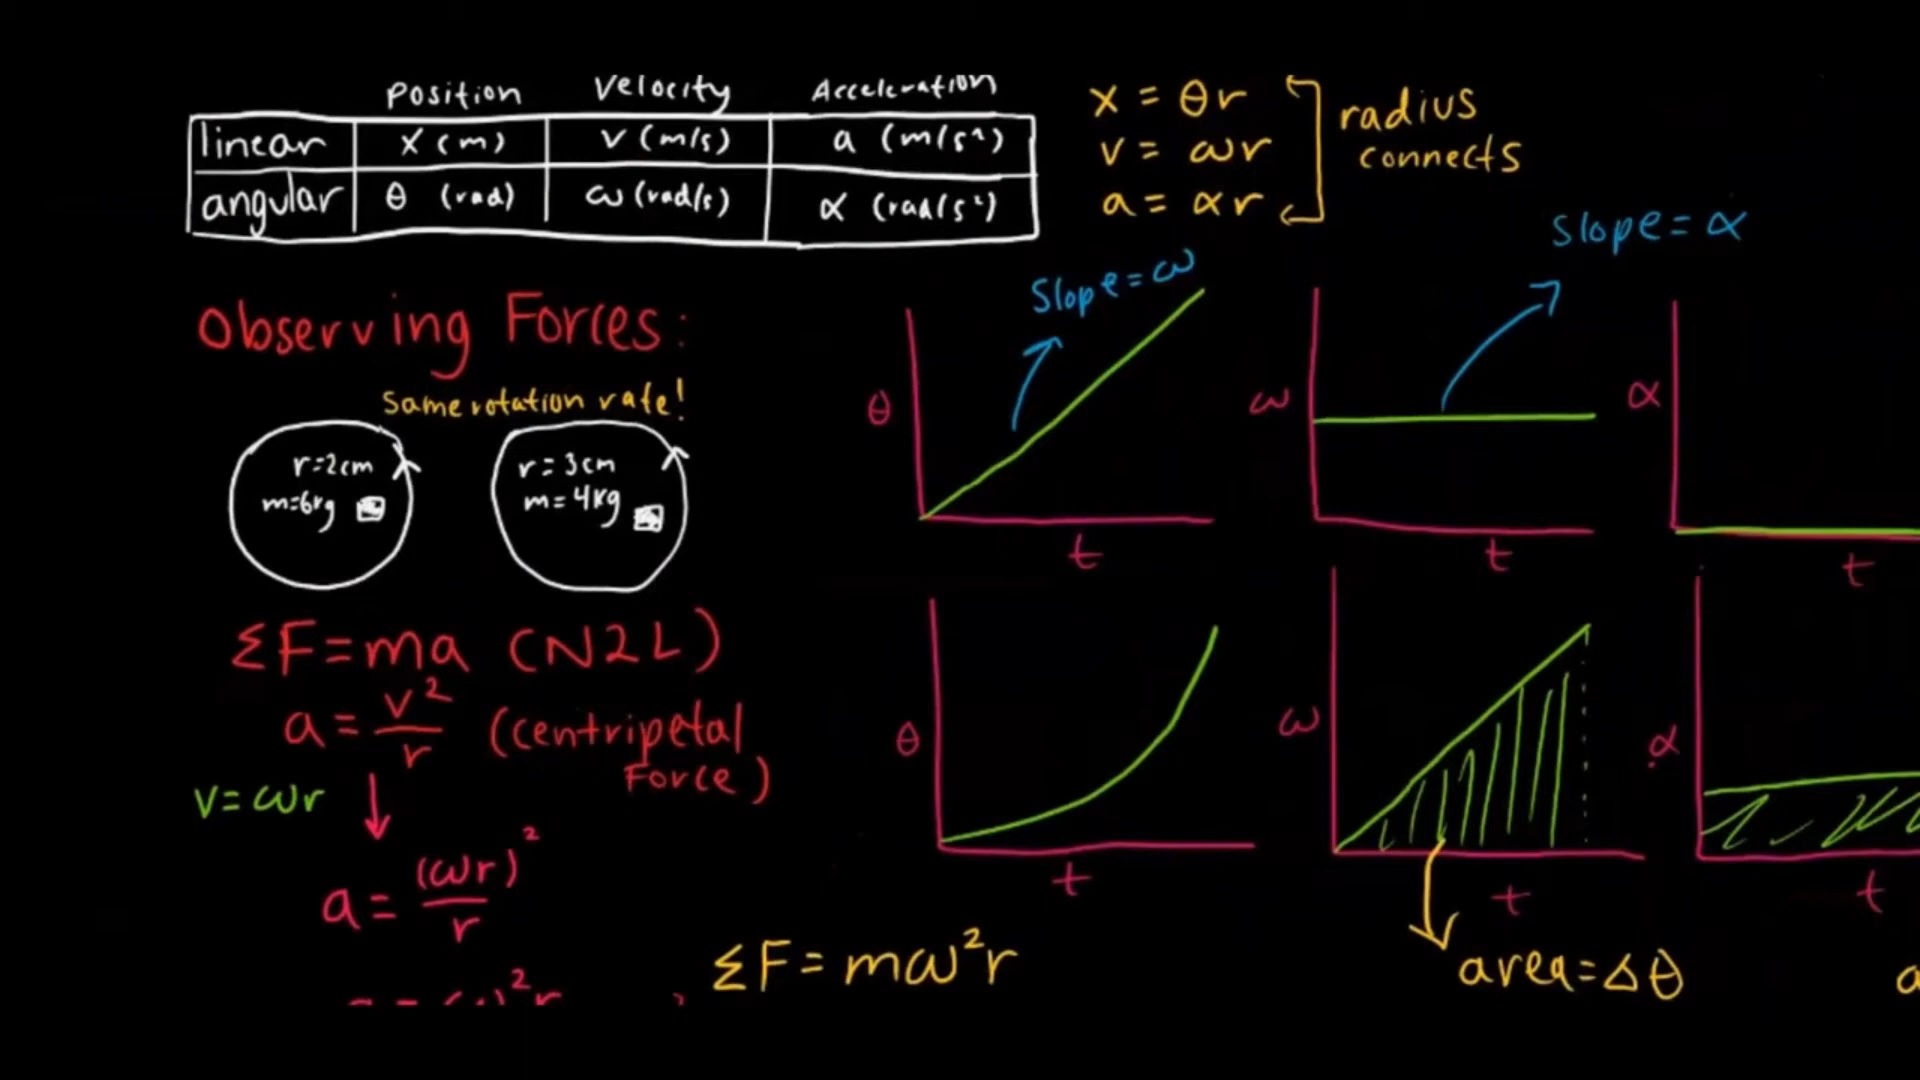 Position Velocity Acceleration
linear x (m) v (m/s) a (m/s²)
angular θ (rad) ω (rad/s) α (rad/s²)
x = θr
v = ωr
a = αr
radius
connects
Observing Forces:
Same rotation rate!
r=2cm
m=6kg
r=3cm
m=4kg
ΣF=ma (N2L)
a = v²/r (centripetal
Force)
v=ωr
a = (ωr)²/r
ΣF = mω²r
Slope=ω
θ
t
Slope=α
ω
t
α
t
θ
t
ω
t
area=Δθ
α
t